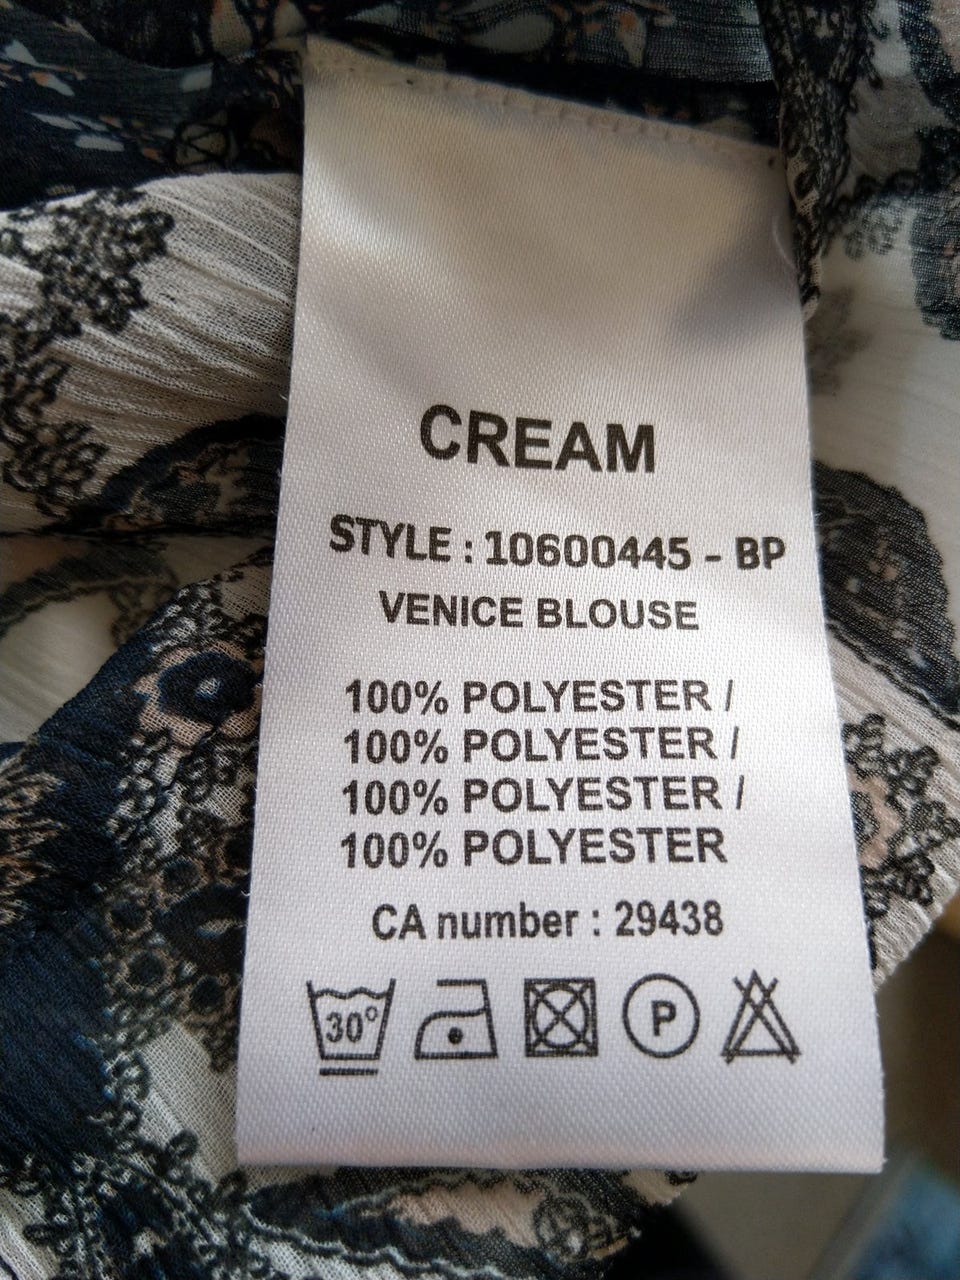 CREAM
STYLE : 10600445 - BP
VENICE BLOUSE
100% POLYESTER /
100% POLYESTER /
100% POLYESTER /
100% POLYESTER
CA number : 29438
30° P